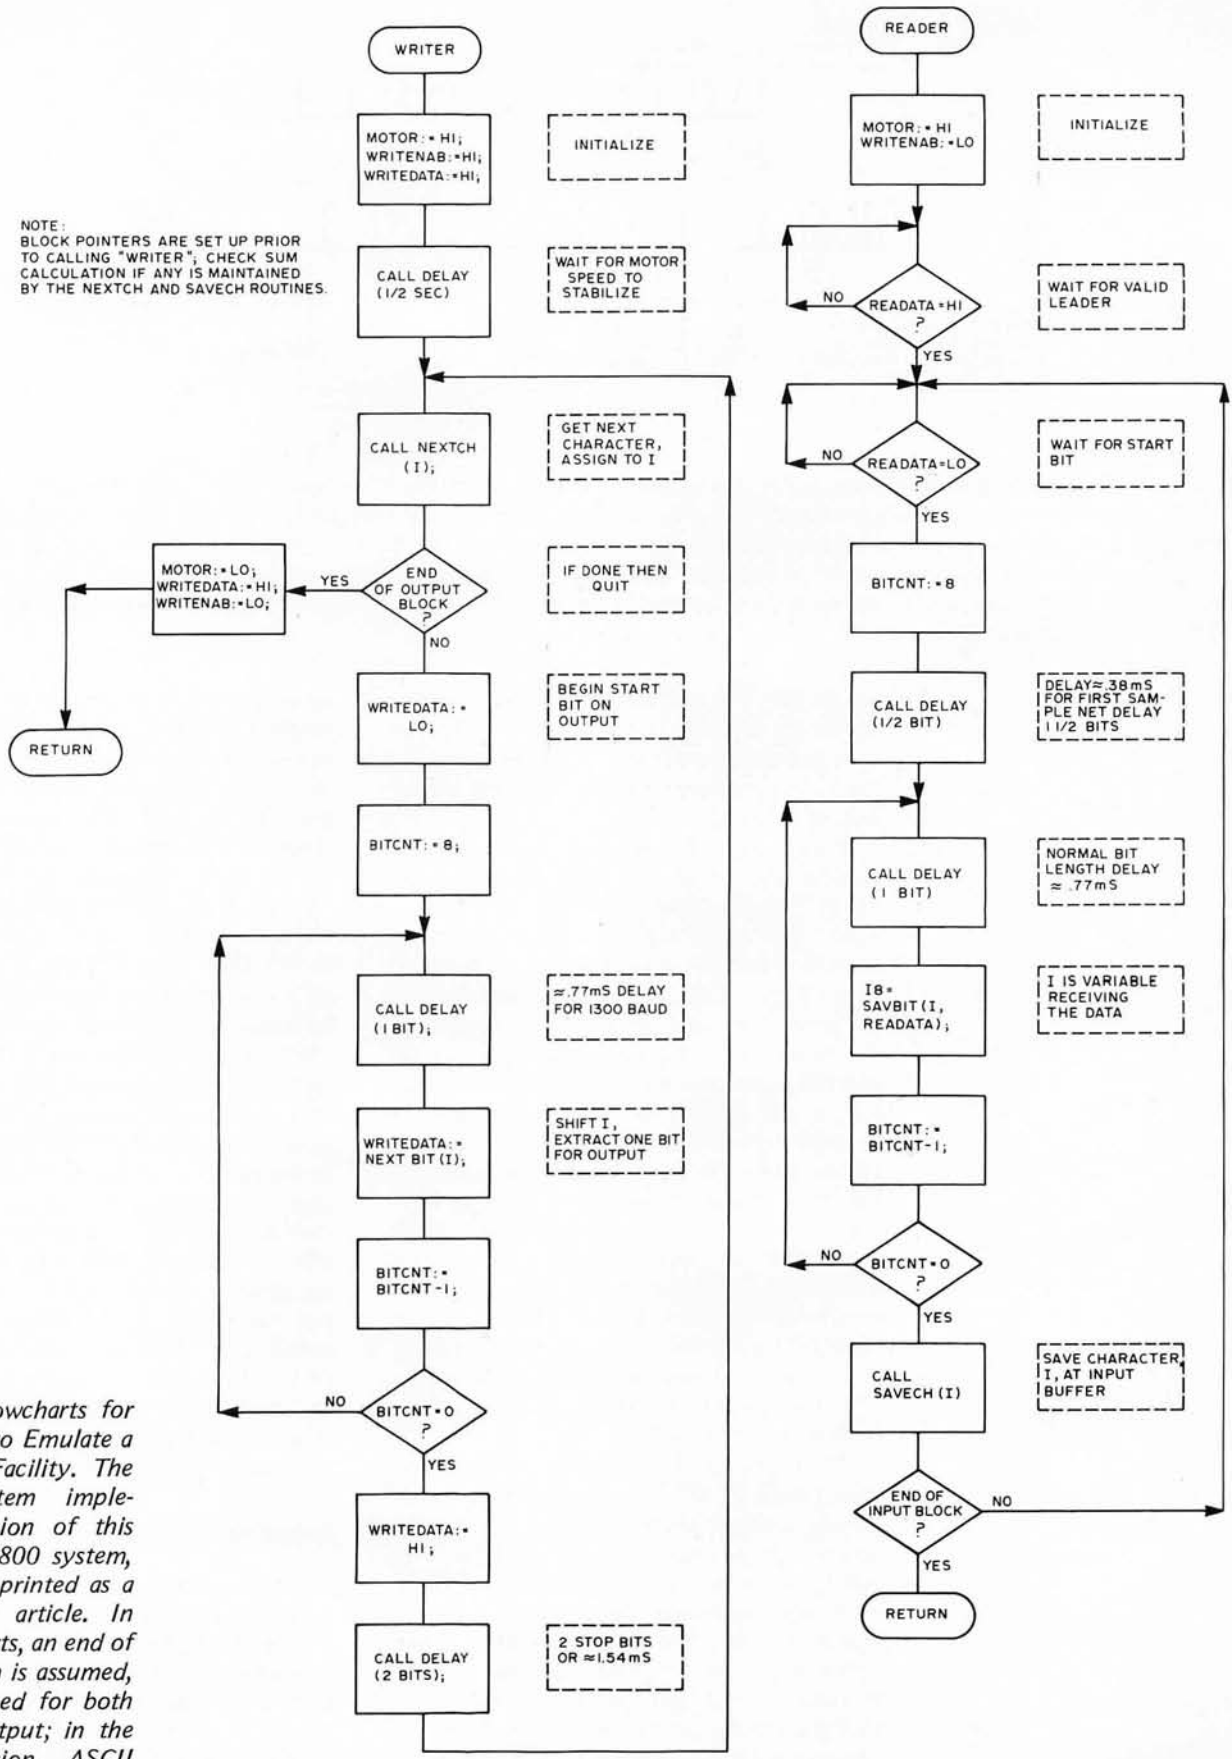 WRITER
MOTOR:=HI;
WRITENAB:=HI;
WRITEDATA:=HI;
INITIALIZE
NOTE:
BLOCK POINTERS ARE SET UP PRIOR
TO CALLING "WRITER"; CHECK SUM
CALCULATION IF ANY IS MAINTAINED
BY THE NEXTCH AND SAVECH ROUTINES.
CALL DELAY
(1/2 SEC)
WAIT FOR MOTOR
SPEED TO
STABILIZE
CALL NEXTCH
(I);
GET NEXT
CHARACTER,
ASSIGN TO I
END
OF OUTPUT
BLOCK
?
YES
NO
IF DONE THEN
QUIT
MOTOR:=LO;
WRITEDATA:=HI;
WRITENAB:=LO;
RETURN
WRITEDATA:=
LO;
BEGIN START
BIT ON
OUTPUT
BITCNT:=8;
CALL DELAY
(1BIT);
≈.77mS DELAY
FOR 1300 BAUD
WRITEDATA:=
NEXT BIT (I);
SHIFT I,
EXTRACT ONE BIT
FOR OUTPUT
BITCNT:=
BITCNT-1;
BITCNT=0
?
NO
YES
WRITEDATA:=
HI;
CALL DELAY
(2 BITS);
2 STOP BITS
OR ≈1.54mS
READER
MOTOR:=HI
WRITENAB:=LO
INITIALIZE
READATA=HI
?
NO
YES
WAIT FOR VALID
LEADER
READATA=LO
?
NO
YES
WAIT FOR START
BIT
BITCNT:=8
CALL DELAY
(1/2 BIT)
DELAY≈.38mS
FOR FIRST SAM-
PLE NET DELAY
1 1/2 BITS
CALL DELAY
(1 BIT)
NORMAL BIT
LENGTH DELAY
≈ .77mS
I8=
SAVBIT(I,
READATA);
I IS VARIABLE
RECEIVING
THE DATA
BITCNT:=
BITCNT-1;
BITCNT=0
?
NO
YES
CALL
SAVECH (I)
SAVE CHARACTER,
I, AT INPUT
BUFFER
END OF
INPUT BLOCK
?
NO
YES
RETURN
owcharts for
o Emulate a
Facility. The
tem imple-
ion of this
800 system,
printed as a
article. In
ts, an end of
n is assumed,
ed for both
tput; in the
sion, ASCII